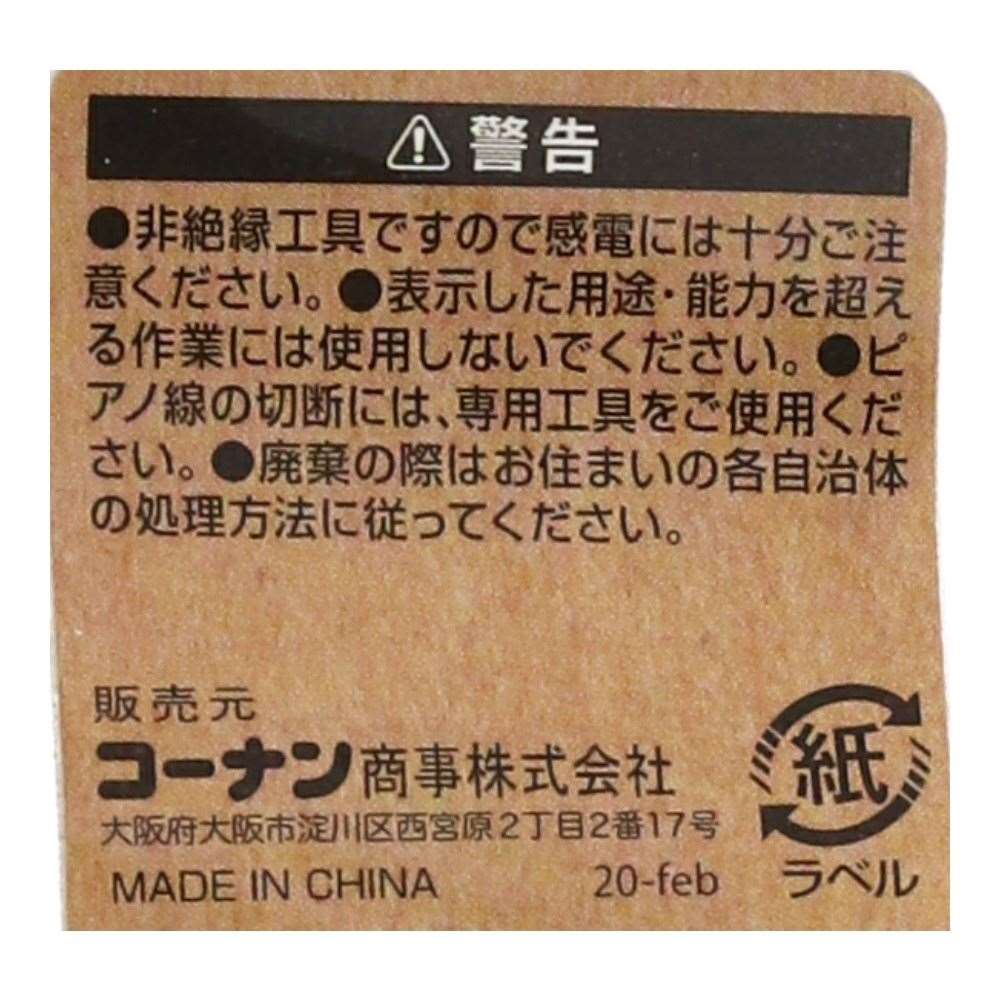 警告
●非絶縁工具ですので感電には十分ご注
意ください。●表示した用途・能力を超え
る作業には使用しないでください。●ピ
アノ線の切断には、専用工具をご使用くだ
さい。●廃棄の際はお住まいの各自治体
の処理方法に従ってください。
販売元
コーナン商事株式会社
大阪府大阪市淀川区西宮原2丁目2番17号
MADE IN CHINA
20-feb
紙
ラベル